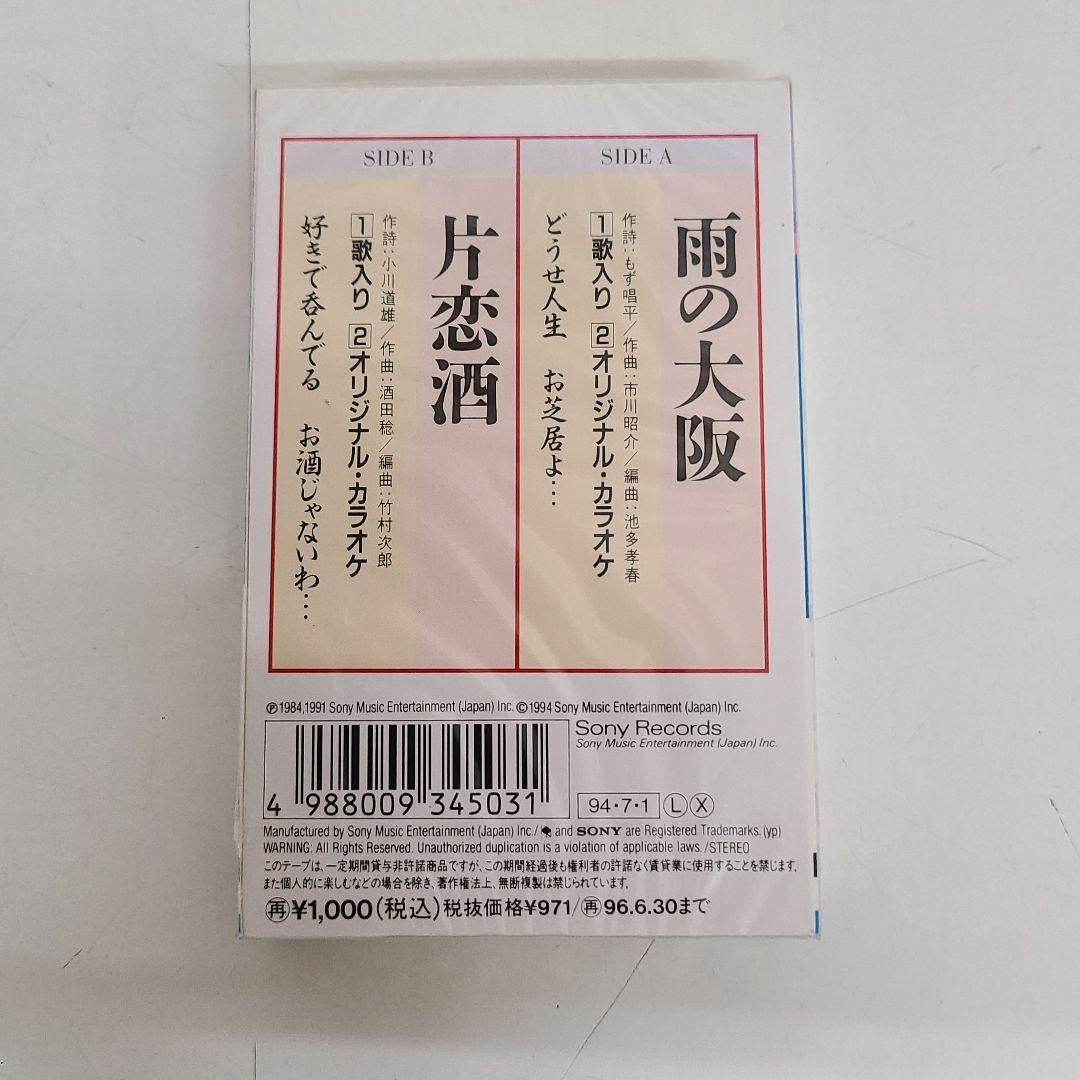 SIDE A
雨の大阪
作詩:もず唱平/作曲:市川昭介/編曲:池多孝春
1 歌入り 2 オリジナル・カラオケ
どうせ人生 お芝居よ…
SIDE B
片恋酒
作詩:小川道雄/作曲:酒田稔/編曲:竹村次郎
1 歌入り 2 オリジナル・カラオケ
好きで呑んでる お酒じゃないわ…
Ⓟ1984,1991 Sony Music Entertainment (Japan) Inc. ©1994 Sony Music Entertainment (Japan) Inc.
Sony Records
Sony Music Entertainment (Japan) Inc.
4 988009 345031
94・7・1 Ⓛ Ⓧ
Manufactured by Sony Music Entertainment (Japan) Inc./ and SONY are Registered Trademarks. (yp)
WARNING: All Rights Reserved. Unauthorized duplication is a violation of applicable laws. /STEREO
このテープは、一定期間貸与非許諾商品ですが、この期間経過後も権利者の許諾なく賃貸業に使用することを禁じます。
また個人的に楽しむなどの場合を除き、著作権法上、無断複製は禁じられています。
㊢¥1,000(税込)税抜価格¥971/再96.6.30まで